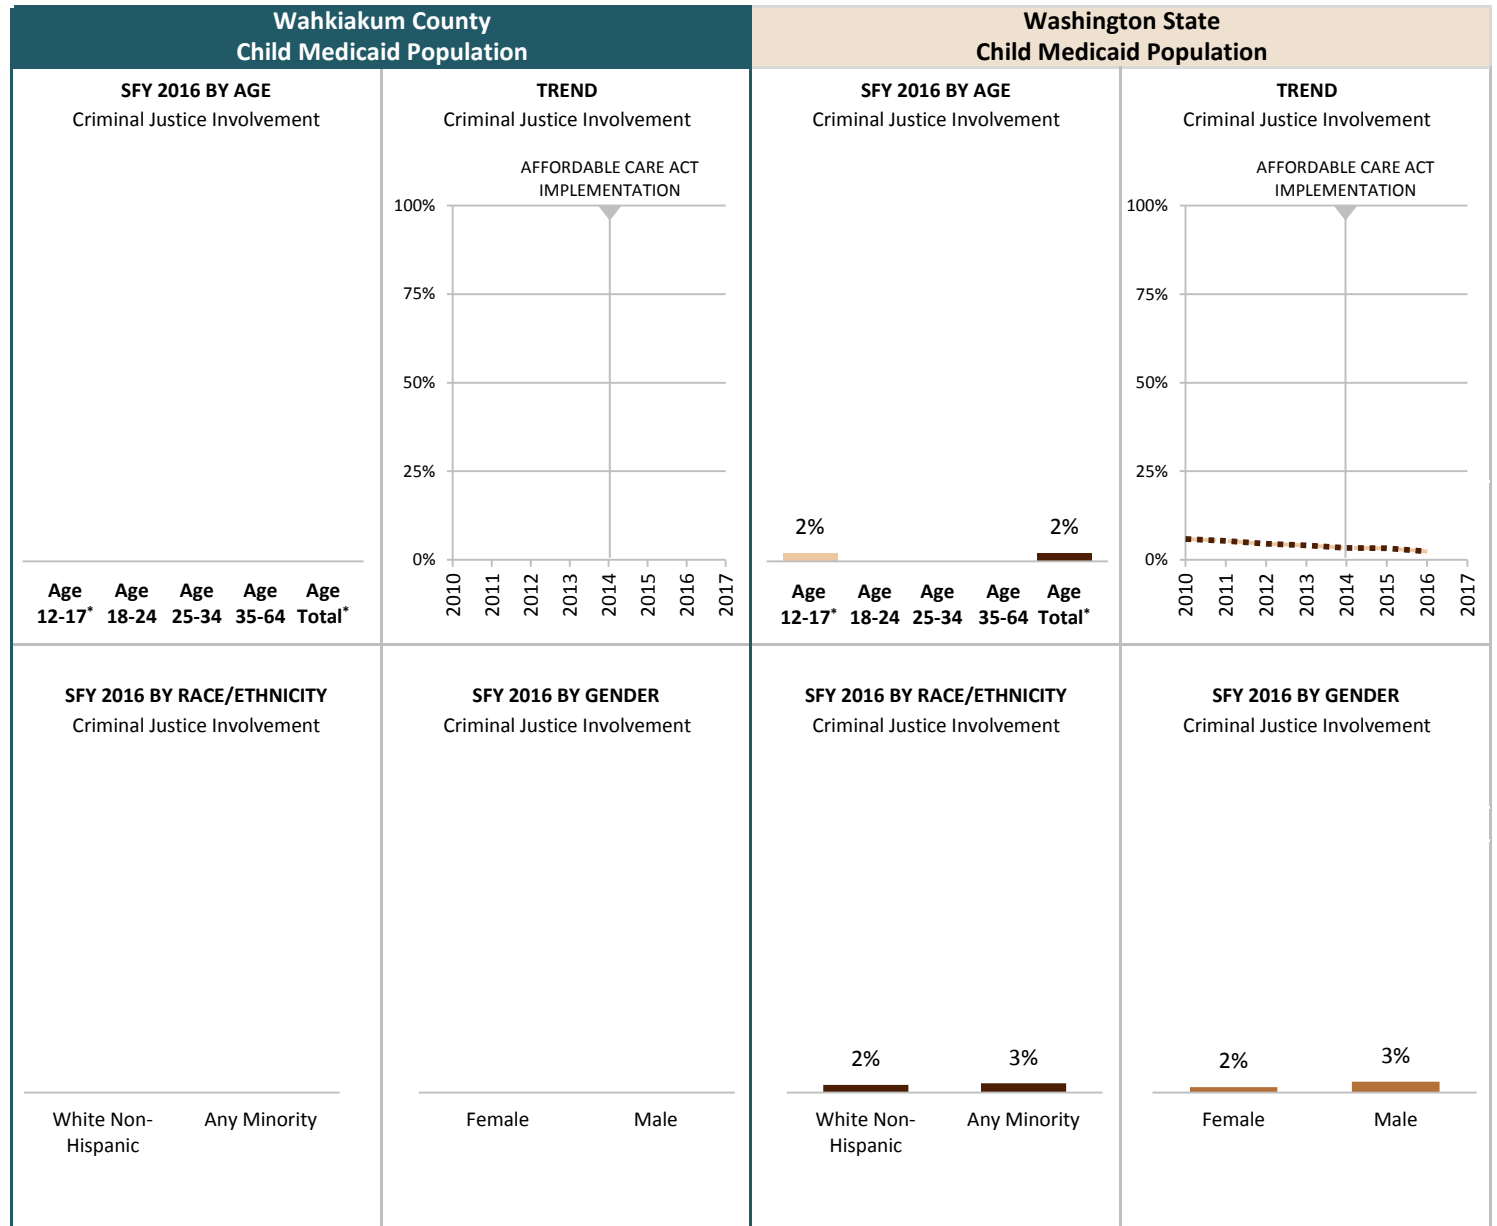 Wahkiakum County
Child Medicaid Population
Washington State
Child Medicaid Population
SFY 2016 BY AGE
Criminal Justice Involvement
Age 12-17*
Age 18-24
Age 25-34
Age 35-64
Age Total*
TREND
Criminal Justice Involvement
AFFORDABLE CARE ACT
IMPLEMENTATION
100%
75%
50%
25%
0%
2010
2011
2012
2013
2014
2015
2016
2017
SFY 2016 BY AGE
Criminal Justice Involvement
2%
2%
Age 12-17*
Age 18-24
Age 25-34
Age 35-64
Age Total*
TREND
Criminal Justice Involvement
AFFORDABLE CARE ACT
IMPLEMENTATION
100%
75%
50%
25%
0%
2010
2011
2012
2013
2014
2015
2016
2017
SFY 2016 BY RACE/ETHNICITY
Criminal Justice Involvement
White Non-
Hispanic
Any Minority
SFY 2016 BY GENDER
Criminal Justice Involvement
Female
Male
SFY 2016 BY RACE/ETHNICITY
Criminal Justice Involvement
2%
3%
White Non-
Hispanic
Any Minority
SFY 2016 BY GENDER
Criminal Justice Involvement
2%
3%
Female
Male